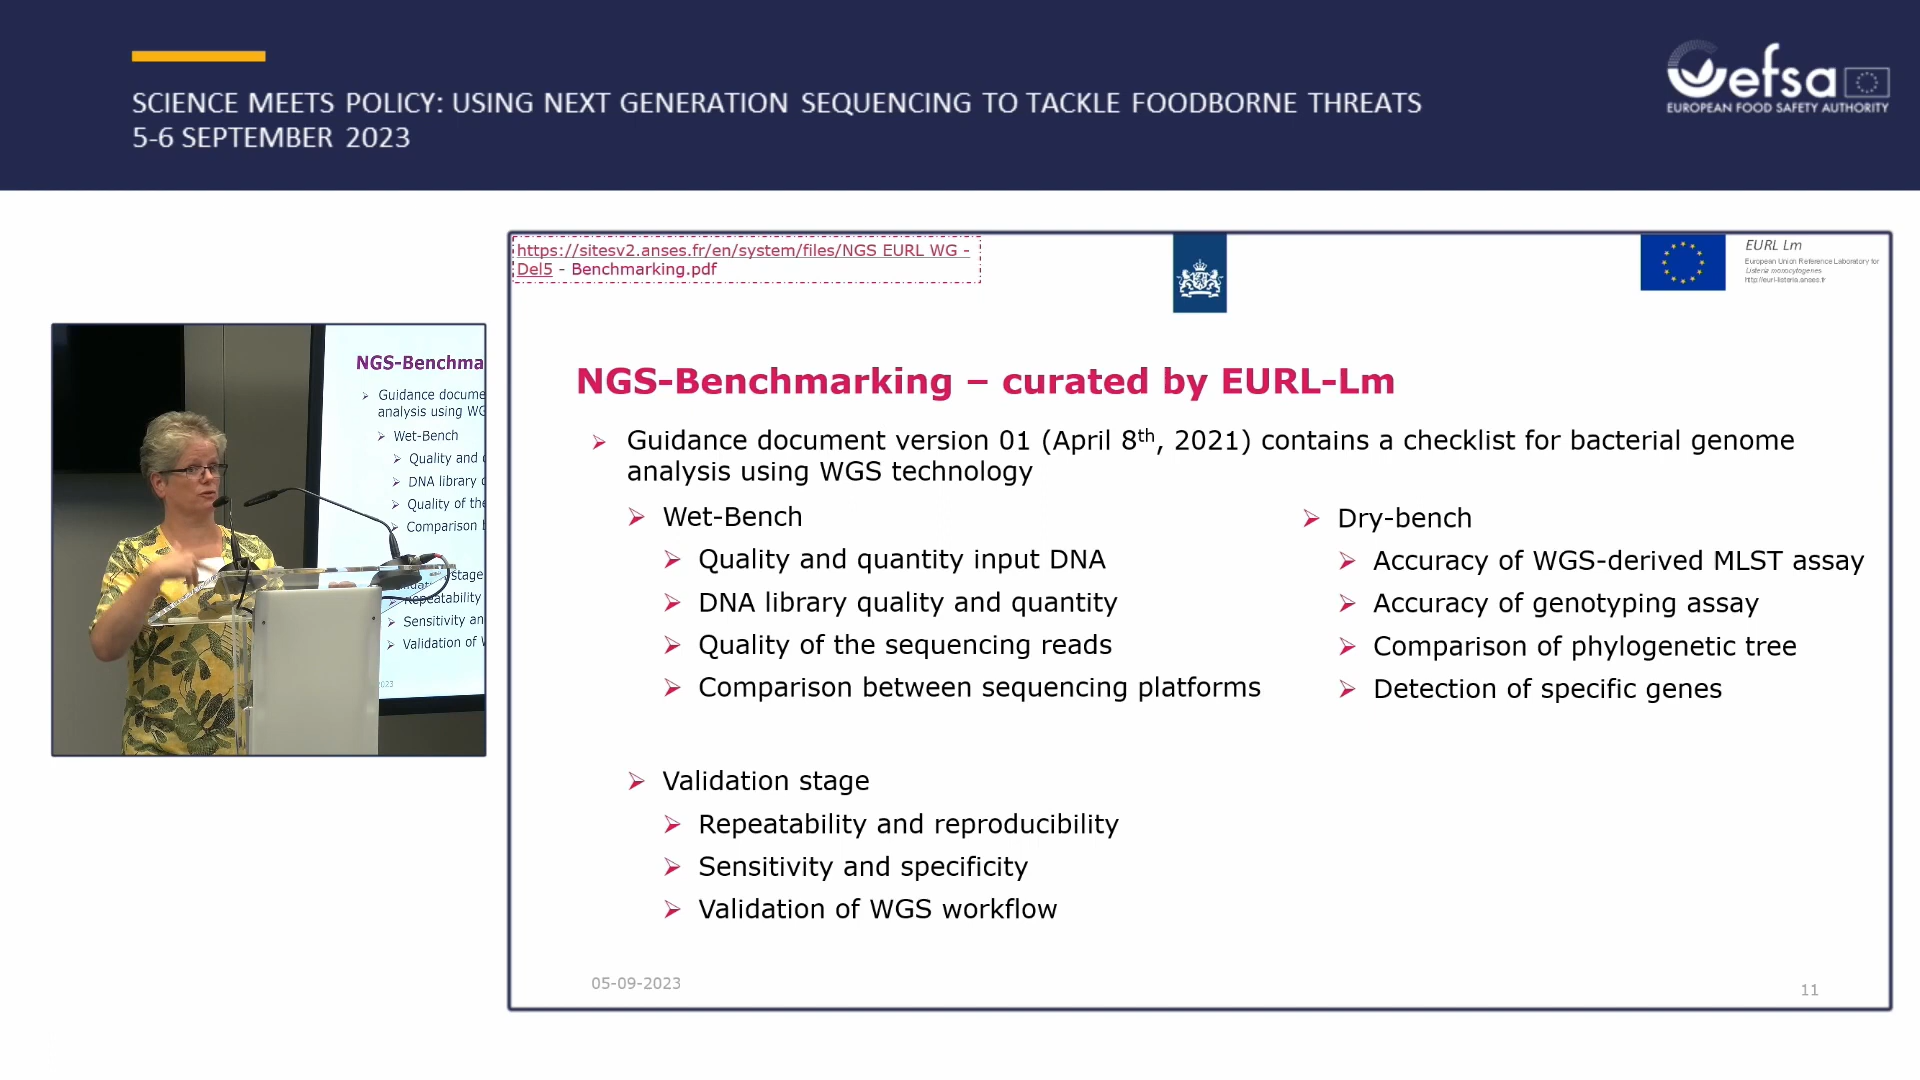 SCIENCE MEETS POLICY: USING NEXT GENERATION SEQUENCING TO TACKLE FOODBORNE THREATS
5-6 SEPTEMBER 2023
efsa
EUROPEAN FOOD SAFETY AUTHORITY
https://sitesv2.anses.fr/en/system/files/NGS EURL WG -
Del5 - Benchmarking.pdf
EURL Lm
European Union Reference Laboratory for
Listeria monocytogenes
http://eurl-listeria.anses.fr
NGS-Benchmarking – curated by EURL-Lm
➢ Guidance document version 01 (April 8th, 2021) contains a checklist for bacterial genome
analysis using WGS technology
➢ Wet-Bench
➢ Quality and quantity input DNA
➢ DNA library quality and quantity
➢ Quality of the sequencing reads
➢ Comparison between sequencing platforms
➢ Dry-bench
➢ Accuracy of WGS-derived MLST assay
➢ Accuracy of genotyping assay
➢ Comparison of phylogenetic tree
➢ Detection of specific genes
➢ Validation stage
➢ Repeatability and reproducibility
➢ Sensitivity and specificity
➢ Validation of WGS workflow
05-09-2023
11
NGS-Benchma
➢ Guidance docume
analysis using WG
➢ Wet-Bench
➢ Quality and
➢ DNA library
➢ Quality of the
➢ Comparison
stage
Repeatability
➢ Sensitivity an
➢ Validation of
2023